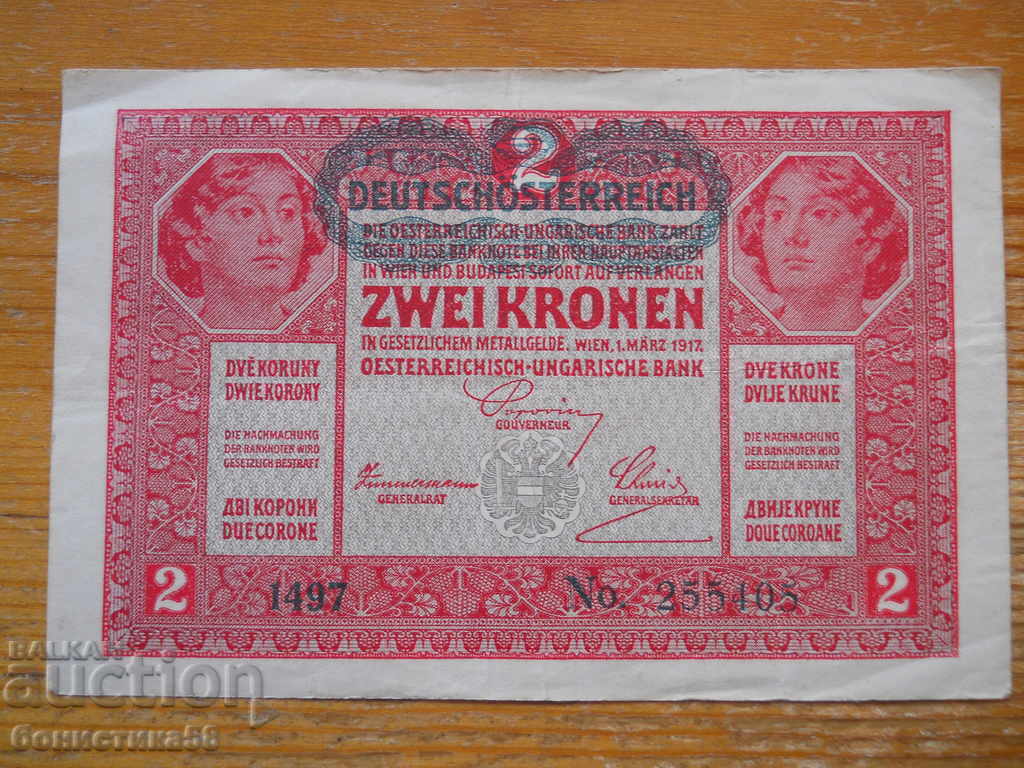 2
DEUTSCHÖSTERREICH
DIE OESTERREICHISCH-UNGARISCHE BANK ZAHLT
GEGEN DIESE BANKNOTE BEI IHREN HAUPTANSTALTEN
IN WIEN UND BUDAPEST SOFORT AUF VERLANGEN
ZWEI KRONEN
IN GESETZLICHEM METALLGELDE. WIEN, 1. MÄRZ 1917.
OESTERREICHISCH-UNGARISCHE BANK
DVĚ KORUNY
DWIE KORONY
DIE NACHMACHUNG
DER BANKNOTEN WIRD
GESETZLICH BESTRAFT
ДВІ КОРОНИ
DUE CORONE
Popovics
GOUVERNEUR
GENERALRAT
GENERALSEKRETÄR
DVE KRONE
DVIJE KRUNE
DIE NACHMACHUNG
DER BANKNOTEN WIRD
GESETZLICH BESTRAFT
ДВИЈЕ КРУНЕ
DOUE COROANE
2
1497
No. 255405
2
BALKAN
auction
бонистика58